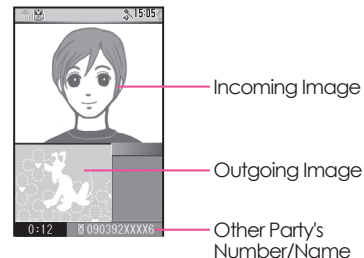 15:05
Incoming Image
Outgoing Image
0:12 090392XXXX6
Other Party's
Number/Name